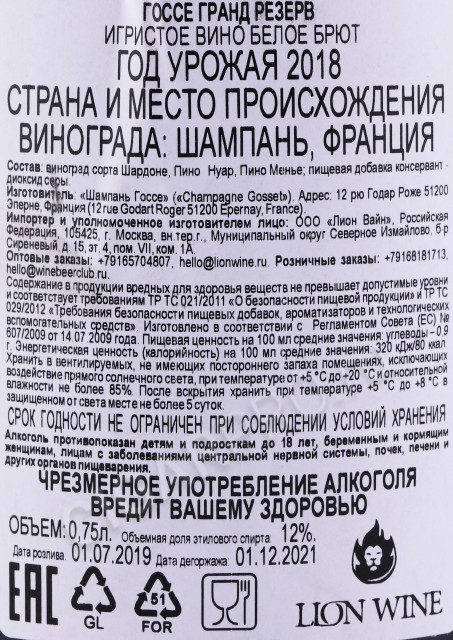 ГОССЕ ГРАНД РЕЗЕРВ
ИГРИСТОЕ ВИНО БЕЛОЕ БРЮТ
ГОД УРОЖАЯ 2018
СТРАНА И МЕСТО ПРОИСХОЖДЕНИЯ
ВИНОГРАДА: ШАМПАНЬ, ФРАНЦИЯ
Состав: виноград сорта Шардоне, Пино Нуар, Пино Менье; пищевая добавка консервант -
диоксид серы.
Изготовитель: «Шампань Госсе» («Champagne Gosset»). Адрес: 12 рю Годар Роже 51200
Эперне, Франция (12 rue Godart Roger 51200 Epernay, France).
Импортер и уполномоченное изготовителем лицо: ООО «Лион Вайн», Российская
Федерация, 105425, г. Москва, вн.тер.г., Муниципальный округ Северное Измайлово, б-р
Сиреневый д. 15, эт. 4, пом. VII, ком. 1А.
Оптовые заказы: +79165704807, hello@lionwine.ru. Розничные заказы: +79168181713,
hello@winebeerclub.ru.
Содержание в продукции вредных для здоровья веществ не превышает допустимые уровни
и соответствует требованиям ТР ТС 021/2011 «О безопасности пищевой продукции» и ТР ТС
029/2012 «Требования безопасности пищевых добавок, ароматизаторов и технологических
вспомогательных средств». Изготовлено в соответствии с Регламентом Совета (ЕС) №
607/2009 от 14.07.2009 года. Пищевая ценность на 100 мл средние значения: углеводы – 0.9
г. Энергетическая ценность (калорийность) на 100 мл средние значения: 320 кДж/80 ккал
Хранить в вентилируемых, не имеющих постороннего запаха помещениях, исключающих
воздействие прямого солнечного света, при температуре от +5 °С до +20 °С и относительной
влажности не более 85%. После вскрытия хранить при температуре +5 °С до +8 °С в
защищенном от света месте не более 5 суток.
СРОК ГОДНОСТИ НЕ ОГРАНИЧЕН ПРИ СОБЛЮДЕНИИ УСЛОВИЙ ХРАНЕНИЯ
Алкоголь противопоказан детям и подросткам до 18 лет, беременным и кормящим
женщинам, лицам с заболеваниями центральной нервной системы, почек, печени и
других органов пищеварения.
ЧРЕЗМЕРНОЕ УПОТРЕБЛЕНИЕ АЛКОГОЛЯ
ВРЕДИТ ВАШЕМУ ЗДОРОВЬЮ
ОБЪЕМ: 0,75л. Объемная доля этилового спирта 12%.
Дата розлива 01.07.2019 Дата дегоржажа: 01.12.2021
EAC
GL
51
FOR
LION WINE